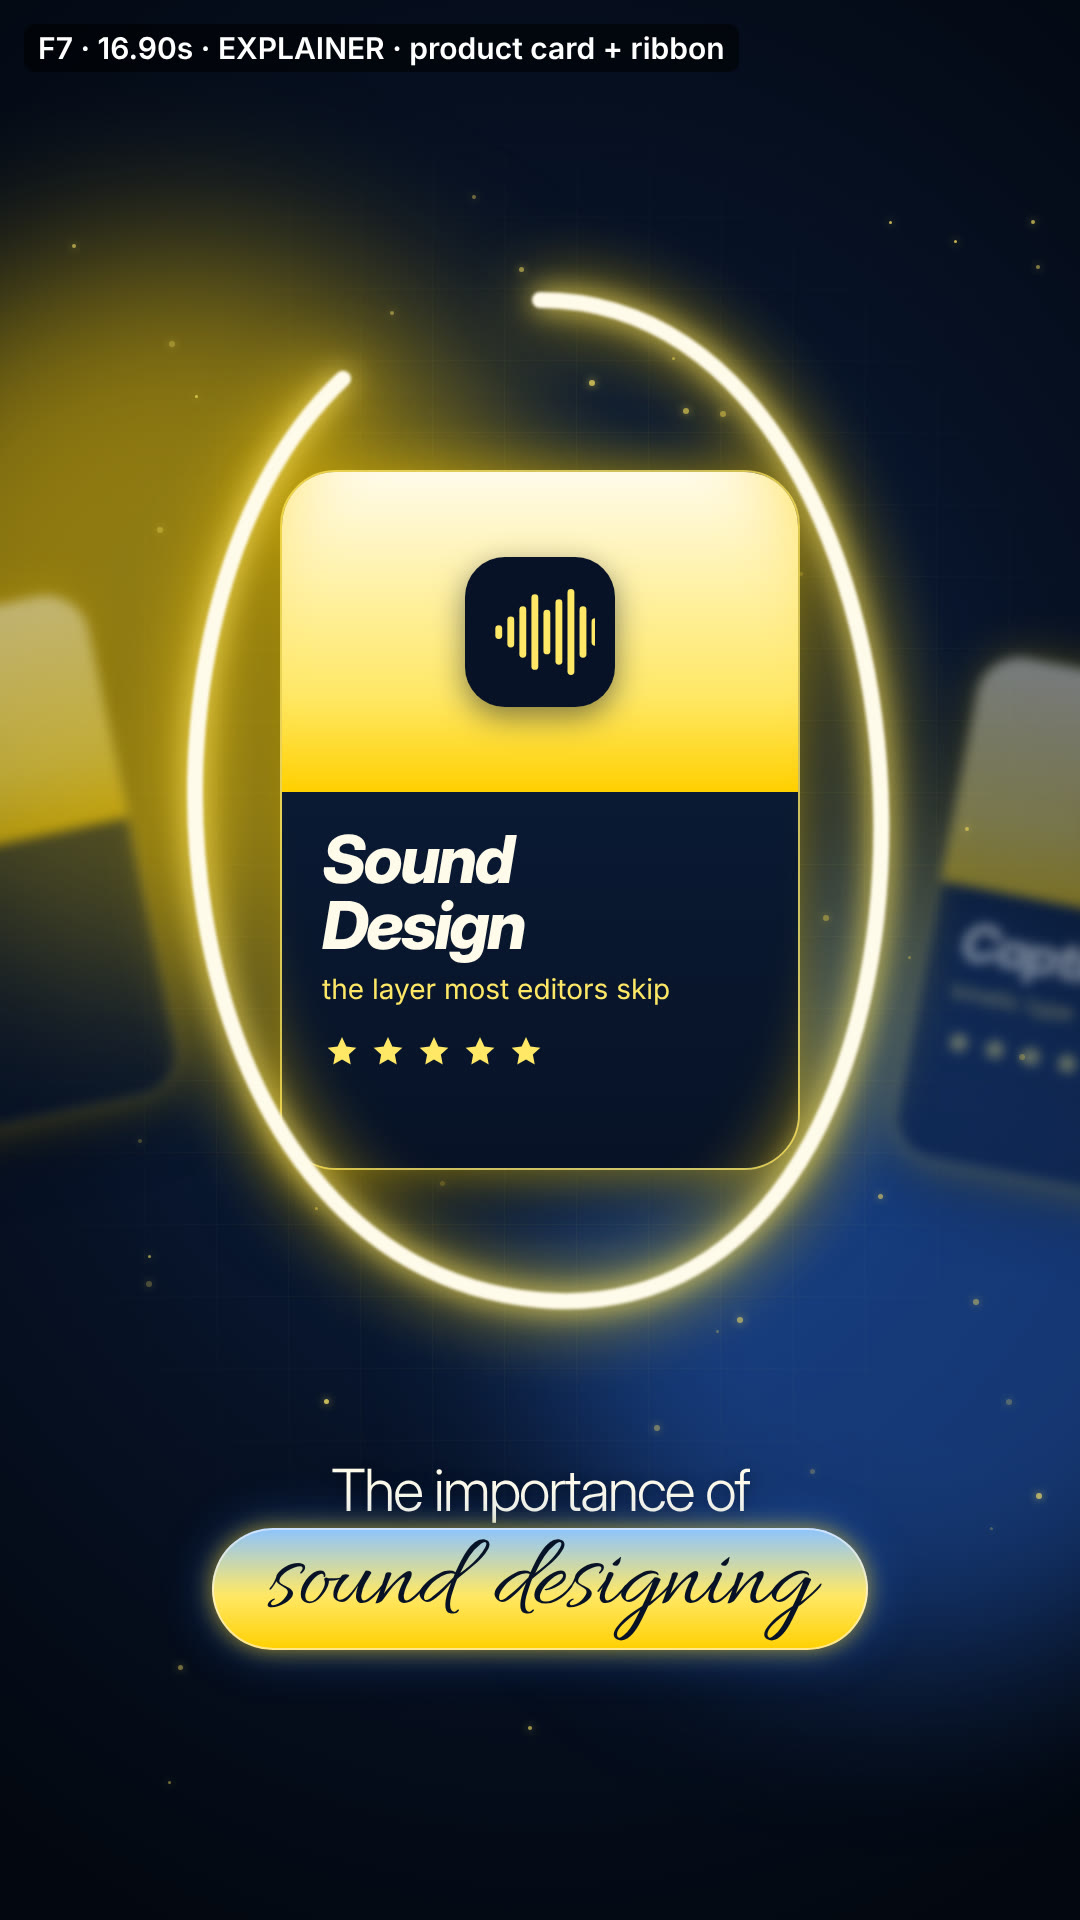 F7 · 16.90s · EXPLAINER · product card + ribbon
Sound
Design
the layer most editors skip
The importance of
sound designing